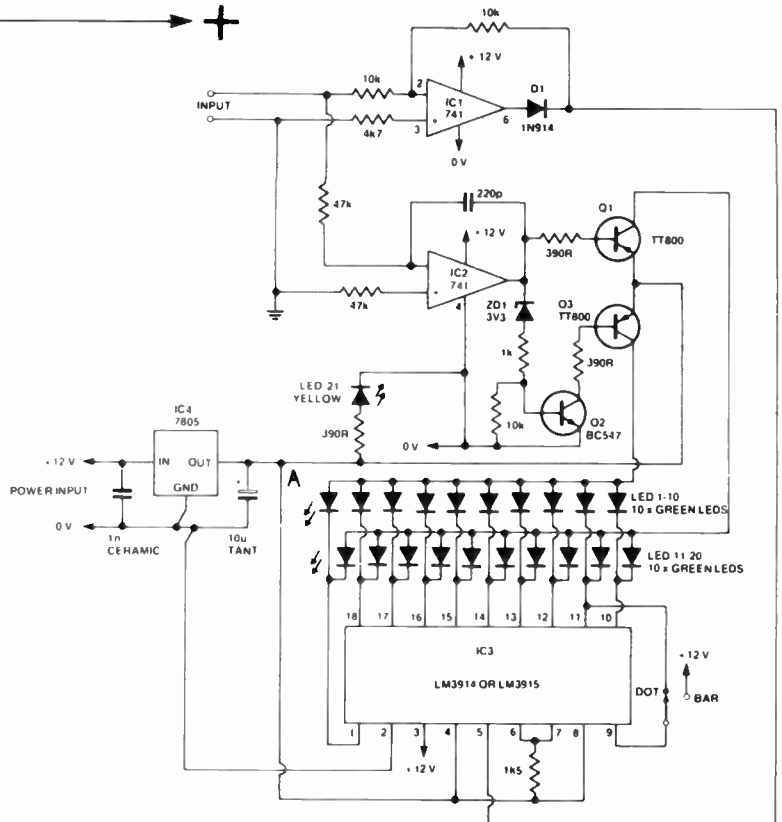 +
10k
+12 V
10k
2
IC1
741
6
D1
1N914
INPUT
4k7
3
+
0 V
220p
47k
+12 V
Q1
TT800
390R
IC2
741
4
+
47k
ZD1
3V3
Q3
TT800
1k
390R
LED 21
YELLOW
10k
Q2
BC547
IC4
7805
390R
0 V
+12 V
IN
OUT
A
POWER INPUT
GND
+
LED 1-10
10 x GREEN LEDS
0 V
1n
CERAMIC
10u
TANT
LED 11-20
10 x GREEN LEDS
18 17 16 15 14 13 12 11 10
IC3
LM3914 OR LM3915
+12 V
DOT
BAR
1 2 3 4 5 6 7 8 9
+12 V
1k5